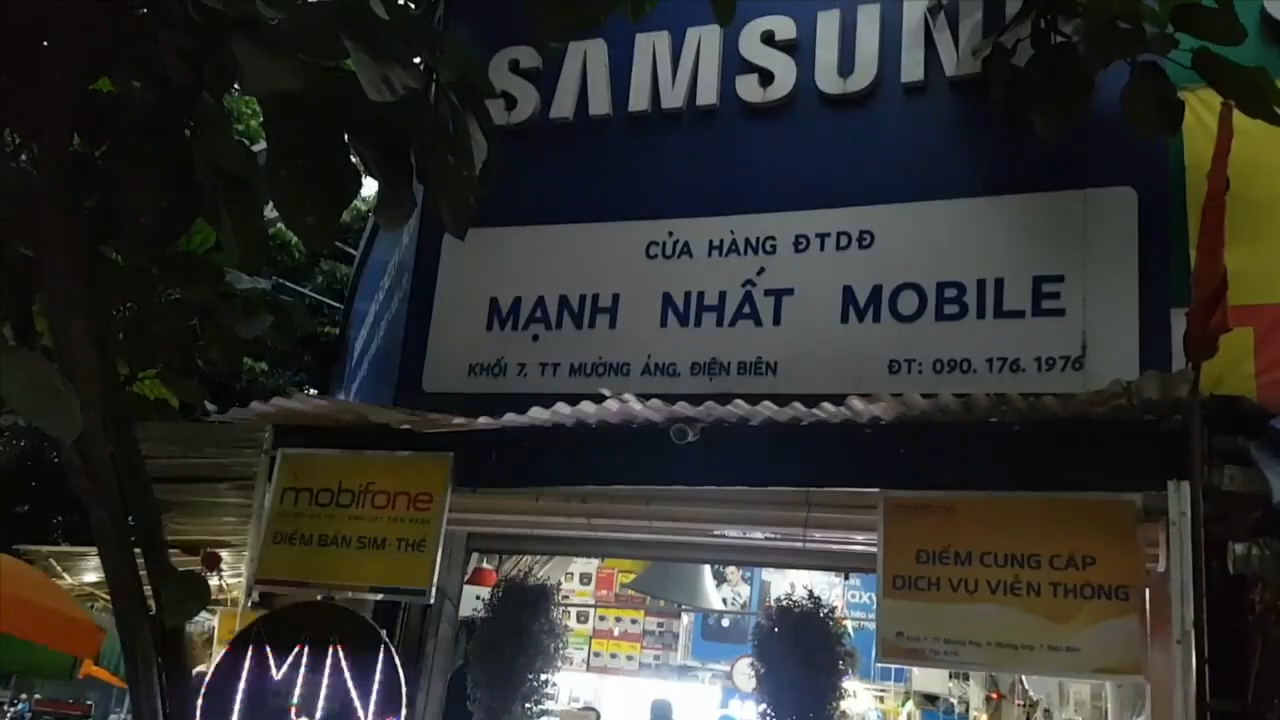 SAMSUN
CỬA HÀNG ĐTDĐ
MẠNH NHẤT MOBILE
KHỐI 7, TT MƯỜNG ẢNG, ĐIỆN BIÊN
ĐT: 090. 176. 1976
mobifone
ĐIỂM BÁN SIM - THẺ
ĐIỂM CUNG CẤP
DỊCH VỤ VIỄN THÔNG
Galaxy
MN